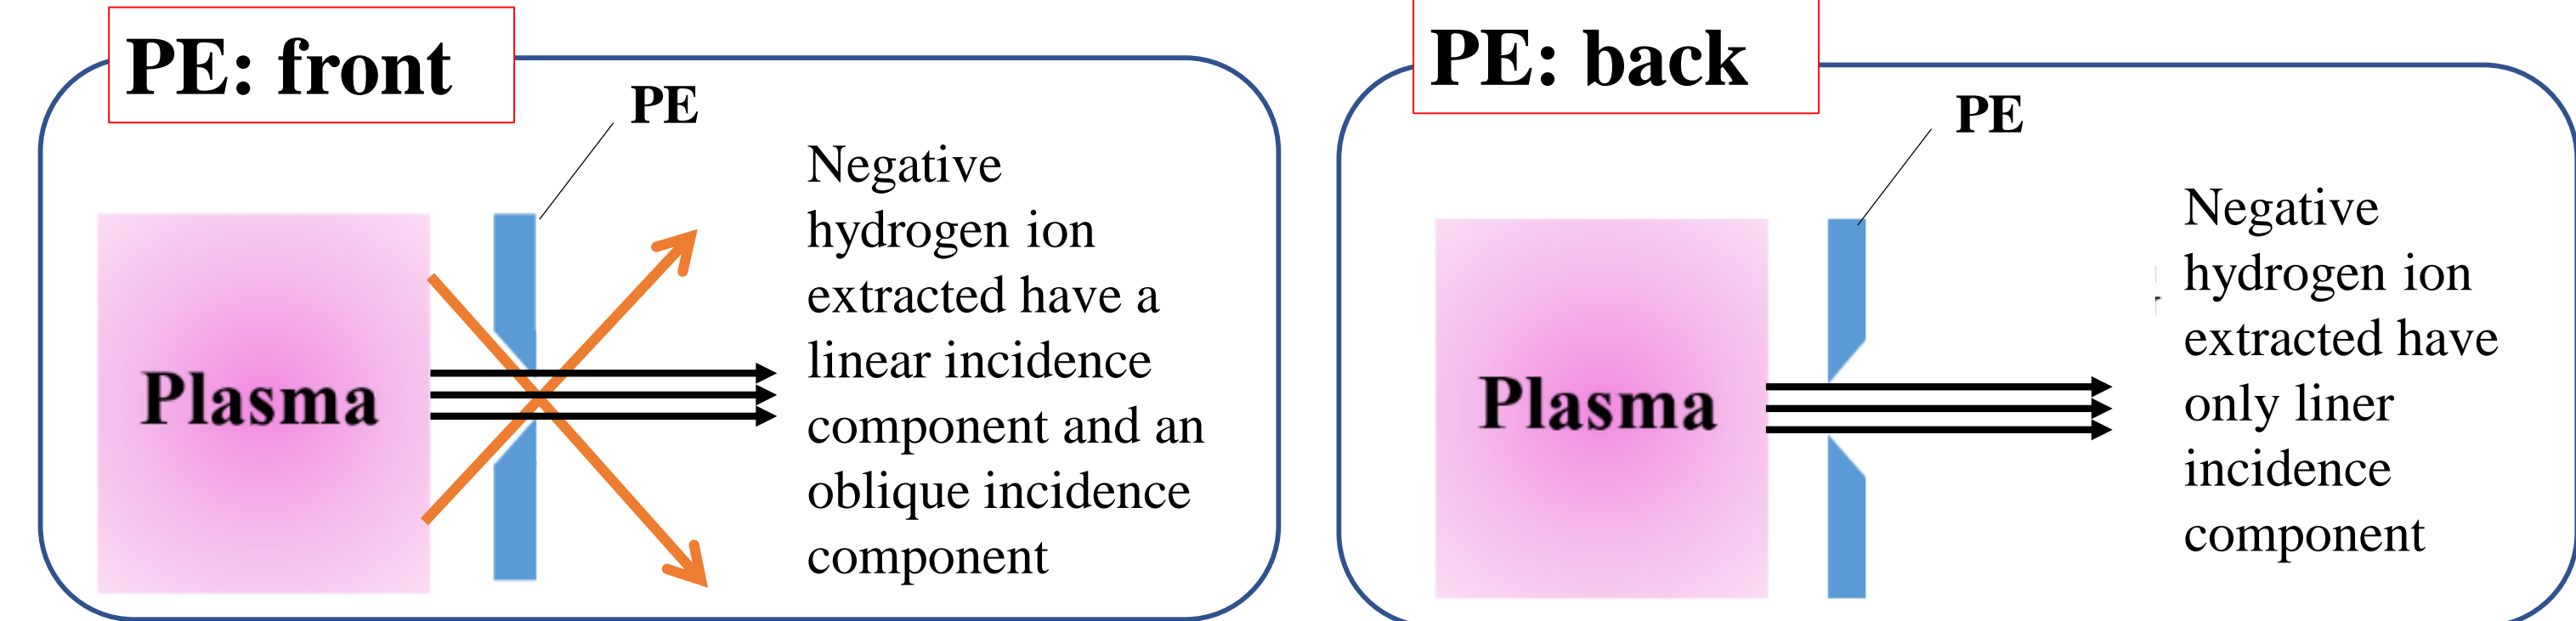 PE: front
PE
Plasma
Negative
hydrogen ion
extracted have a
linear incidence
component and an
oblique incidence
component
PE: back
PE
Plasma
Negative
hydrogen ion
extracted have
only liner
incidence
component